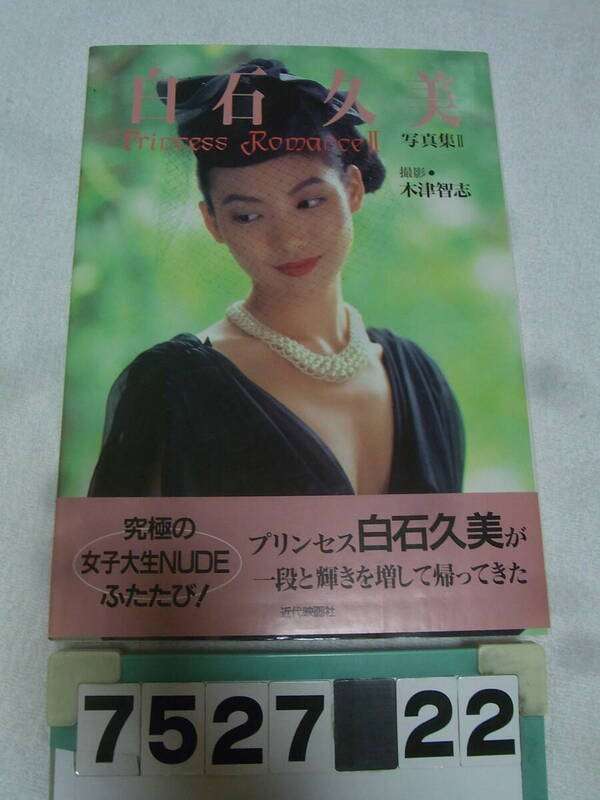 白石久美
Princess Romance II
写真集II
撮影・
木津智志
究極の
女子大生NUDE
ふたたび!
プリンセス白石久美が
一段と輝きを増して帰ってきた
近代映画社
7527 22